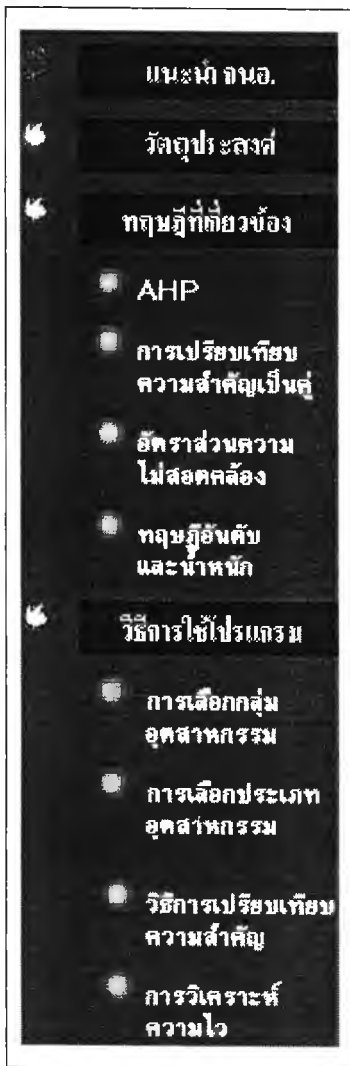 แนะนำ จนอ.
วัตถุประสงค์
ทฤษฎีที่เกี่ยวข้อง
AHP
การเปรียบเทียบ
ความสำคัญเป็นคู่
อัตราส่วนความ
ไม่สอดคล้อง
ทฤษฎีอันดับ
และน้ำหนัก
วิธีการใช้โปรแกรม
การเลือกกลุ่ม
อุตสาหกรรม
การเลือกประเภท
อุตสาหกรรม
วิธีการเปรียบเทียบ
ความสำคัญ
การวิเคราะห์
ความไว